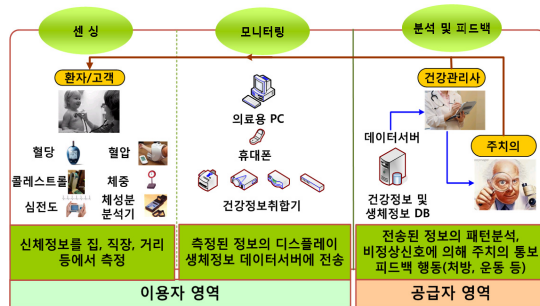 센 싱
모니터링
분석 및 피드백
환자/고객
혈당
혈압
콜레스트롤
체중
심전도
체성분
분석기
의료용 PC
휴대폰
건강정보취합기
건강관리사
데이터서버
주치의
건강정보 및
생체정보 DB
신체정보를 집, 직장, 거리
등에서 측정
측정된 정보의 디스플레이
생체정보 데이터서버에 전송
전송된 정보의 패턴분석,
비정상신호에 의해 주치의 통보
피드백 행동(처방, 운동 등)
이용자 영역
공급자 영역